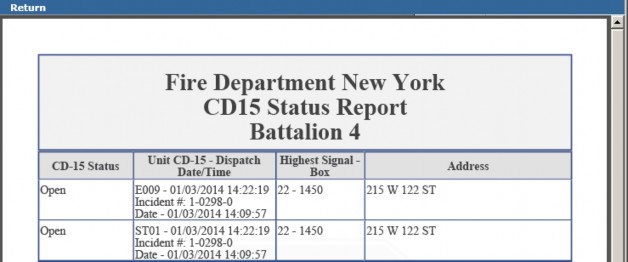 Return
Fire Department New York
CD15 Status Report
Battalion 4
CD-15 Status
Unit CD-15 - Dispatch
Date/Time
Highest Signal -
Box
Address
Open
E009 - 01/03/2014 14:22:19
Incident #: 1-0298-0
Date - 01/03/2014 14:09:57
22 - 1450
215 W 122 ST
Open
ST01 - 01/03/2014 14:22:19
Incident #: 1-0298-0
Date - 01/03/2014 14:09:57
22 - 1450
215 W 122 ST